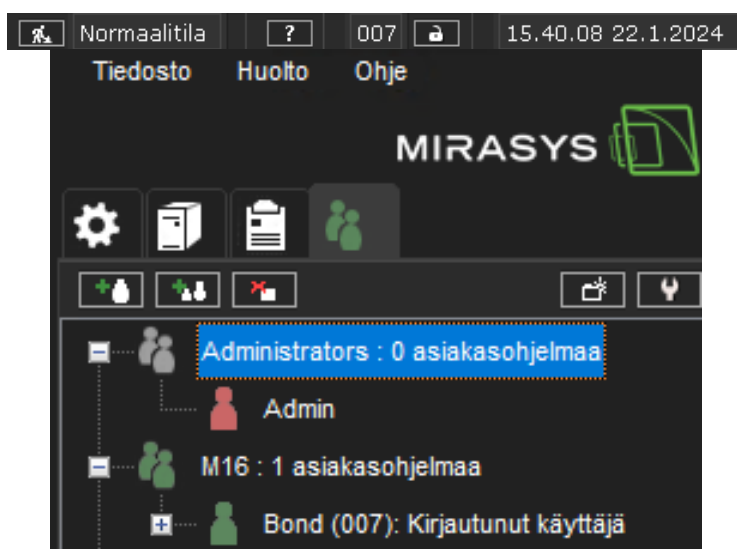 Normaalitila ? 007 15.40.08 22.1.2024
Tiedosto Huolto Ohje
MIRASYS
Administrators : 0 asiakasohjelmaa
Admin
M16 : 1 asiakasohjelmaa
Bond (007): Kirjautunut käyttäjä